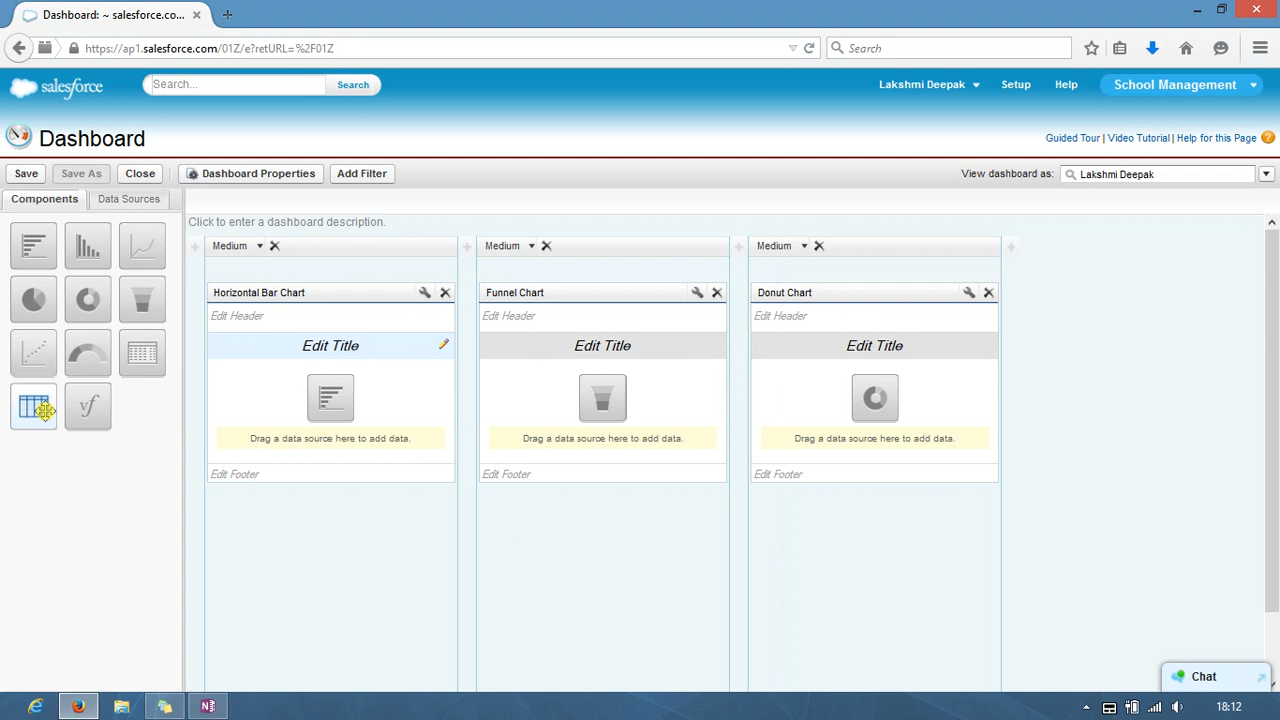 Dashboard: ~ salesforce.co...
https://ap1.salesforce.com/01Z/e?retURL=%2F01Z
Search
salesforce
Search...
Search
Lakshmi Deepak
Setup
Help
School Management
Dashboard
Guided Tour | Video Tutorial | Help for this Page
Save
Save As
Close
Dashboard Properties
Add Filter
View dashboard as:
Lakshmi Deepak
Components
Data Sources
Click to enter a dashboard description.
Medium
Medium
Medium
Horizontal Bar Chart
Funnel Chart
Donut Chart
Edit Header
Edit Header
Edit Header
Edit Title
Edit Title
Edit Title
vf
Drag a data source here to add data.
Drag a data source here to add data.
Drag a data source here to add data.
Edit Footer
Edit Footer
Edit Footer
Chat
18:12